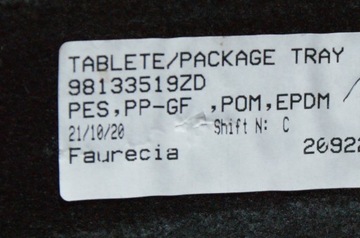 TABLETE/PACKAGE TRAY
98133519ZD
PES,PP-GF ,POM,EPDM /
21/10/20 Shift N: C
Faurecia 20922